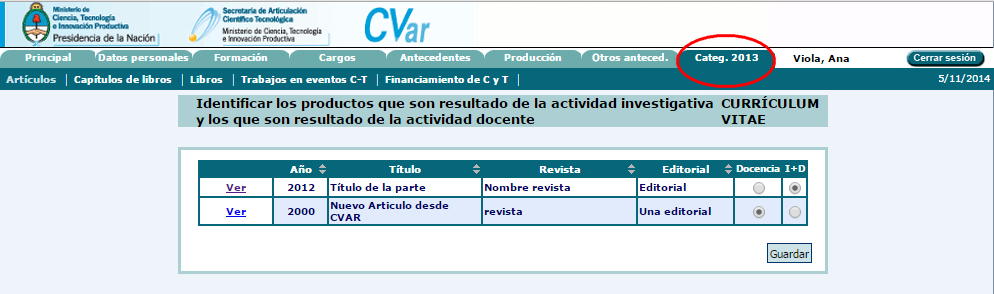 Ministerio de
Ciencia, Tecnología
e Innovación Productiva
Presidencia de la Nación
Secretaría de Articulación
Científico Tecnológica
Ministerio de Ciencia, Tecnología
e Innovación Productiva
CVar
Principal Datos personales Formación Cargos Antecedentes Producción Otros anteced. Categ. 2013 Viola, Ana Cerrar sesión
Artículos | Capítulos de libros | Libros | Trabajos en eventos C-T | Financiamiento de C y T | 5/11/2014
Identificar los productos que son resultado de la actividad investigativa CURRÍCULUM
y los que son resultado de la actividad docente VITAE
Año Título Revista Editorial Docencia I+D
Ver 2012 Título de la parte Nombre revista Editorial
Ver 2000 Nuevo Articulo desde CVAR revista Una editorial
Guardar